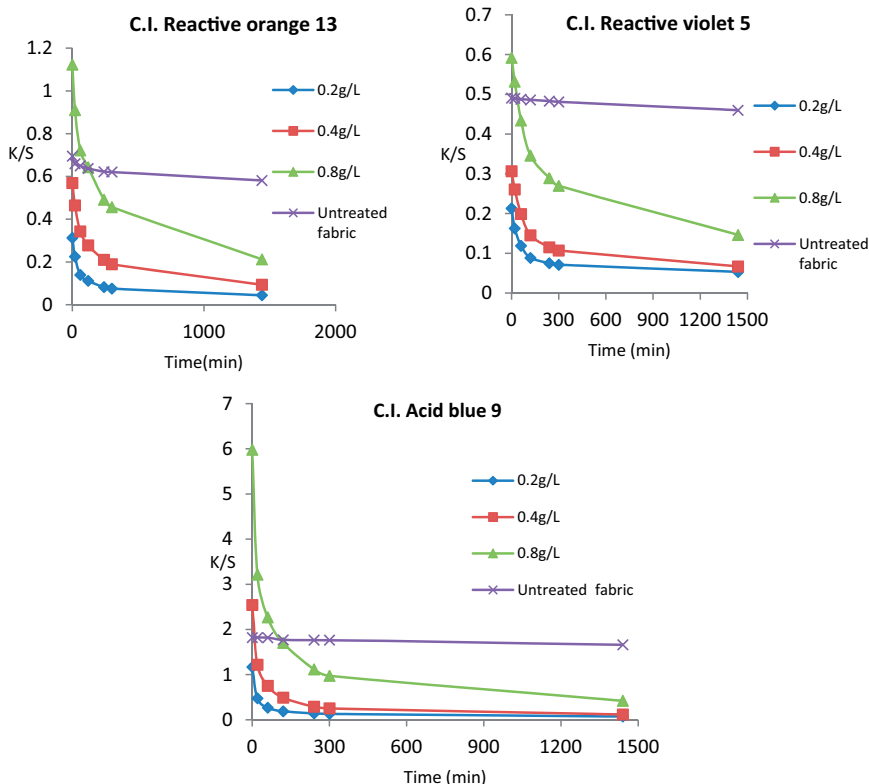 C.I. Reactive orange 13
1.2
1
0.8
K/S
0.6
0.4
0.2
0
0
1000
2000
Time(min)
0.2g/L
0.4g/L
0.8g/L
Untreated
fabric
C.I. Reactive violet 5
0.7
0.6
0.5
0.4
K/S
0.3
0.2
0.1
0
0
300
600
900
1200
1500
Time (min)
0.2g/L
0.4g/L
0.8g/L
Untreated
fabric
C.I. Acid blue 9
7
6
5
4
K/S
3
2
1
0
0
300
600
900
1200
1500
Time (min)
0.2g/L
0.4g/L
0.8g/L
Untreated fabric